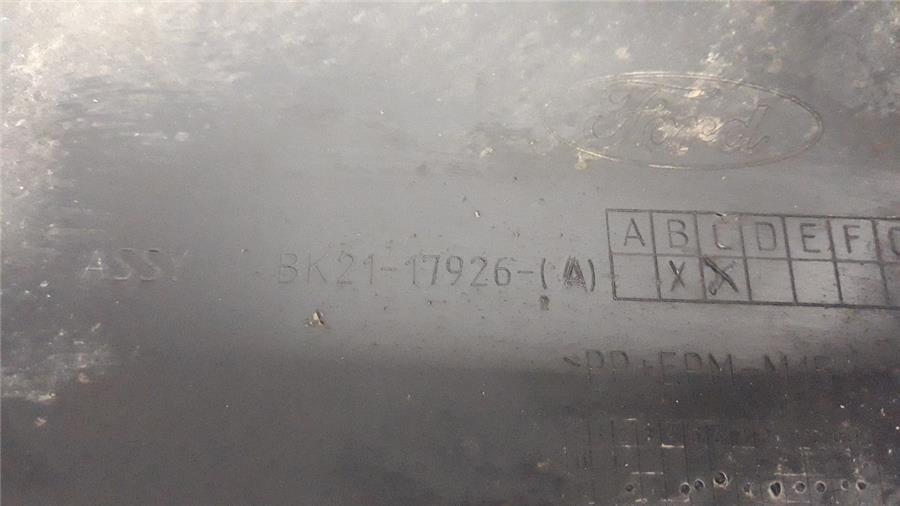 Ford
A B C D E F
ASSY BK21-17926-(A) X X